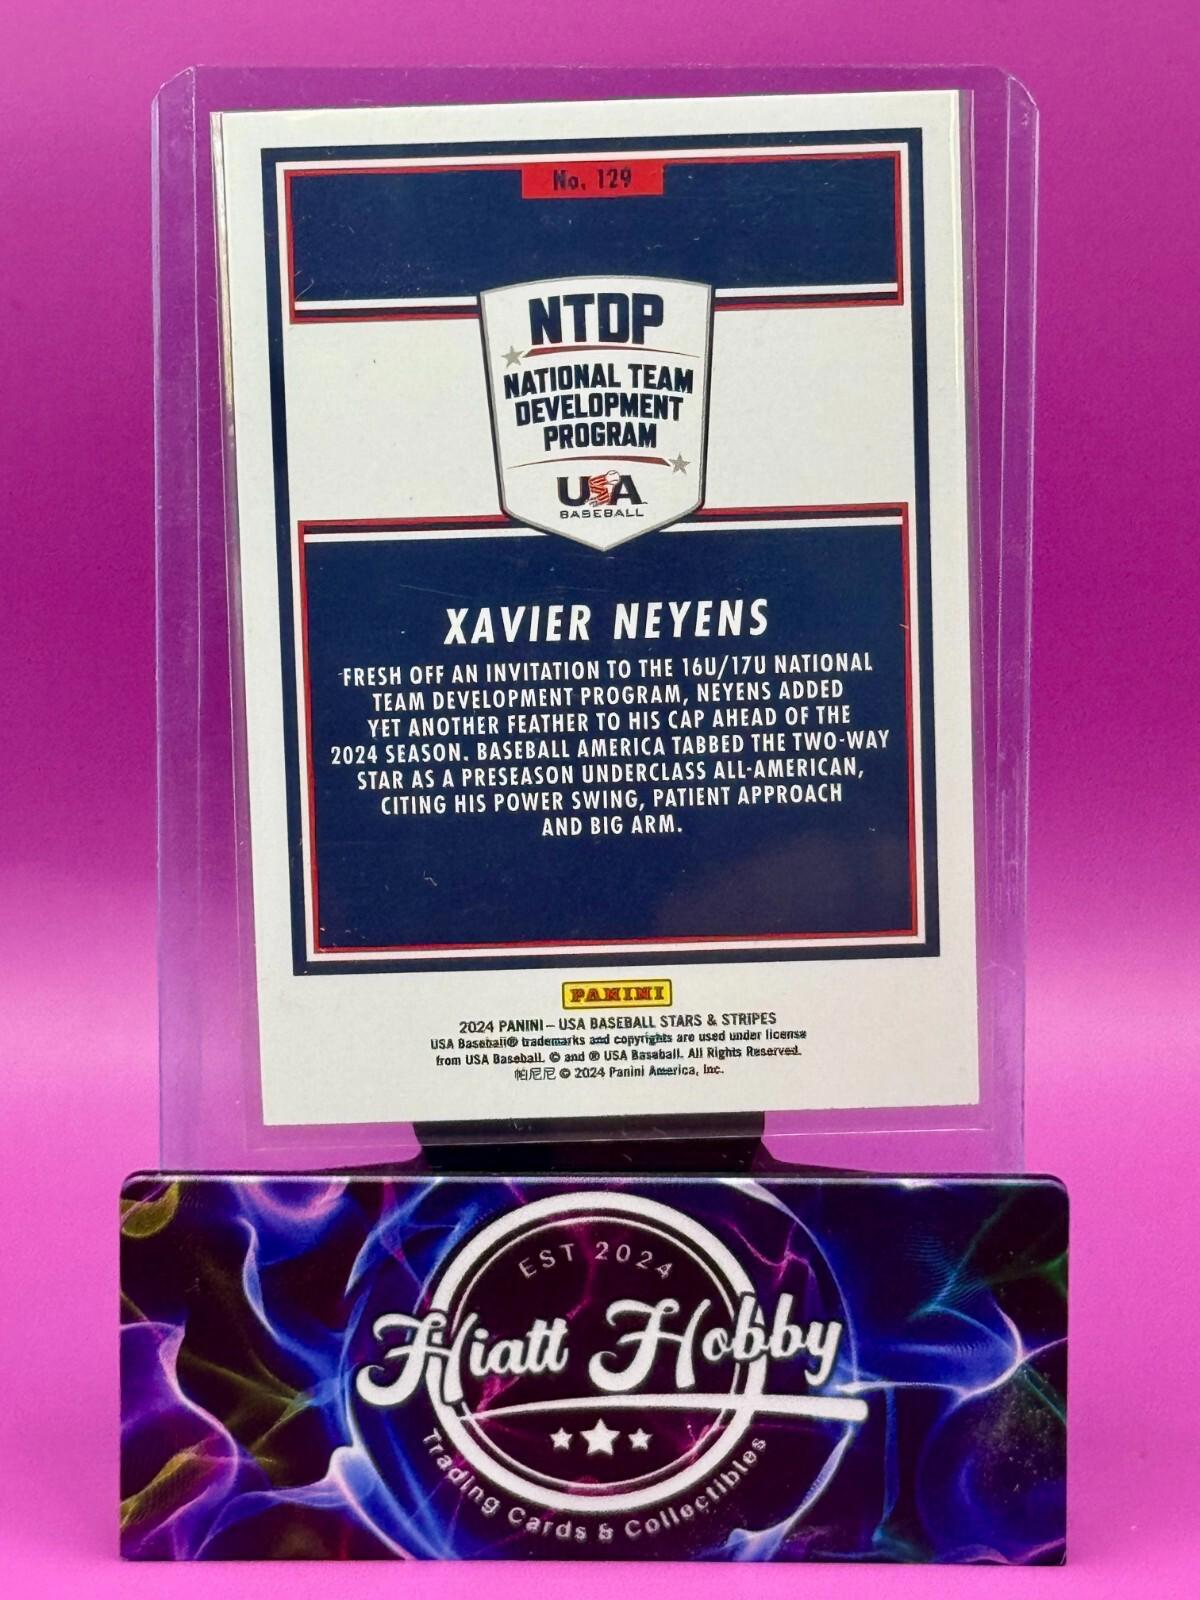 No. 129
NTDP
NATIONAL TEAM
DEVELOPMENT
PROGRAM
USA
BASEBALL
XAVIER NEYENS
FRESH OFF AN INVITATION TO THE 16U/17U NATIONAL
TEAM DEVELOPMENT PROGRAM, NEYENS ADDED
YET ANOTHER FEATHER TO HIS CAP AHEAD OF THE
2024 SEASON. BASEBALL AMERICA TABBED THE TWO-WAY
STAR AS A PRESEASON UNDERCLASS ALL-AMERICAN,
CITING HIS POWER SWING, PATIENT APPROACH
AND BIG ARM.
PANINI
2024 PANINI – USA BASEBALL STARS & STRIPES
USA Baseball® trademarks and copyrights are used under license
from USA Baseball. © and ® USA Baseball. All Rights Reserved.
帕尼尼 © 2024 Panini America, Inc.
EST 2024
Hiatt Hobby
Trading Cards & Collectibles